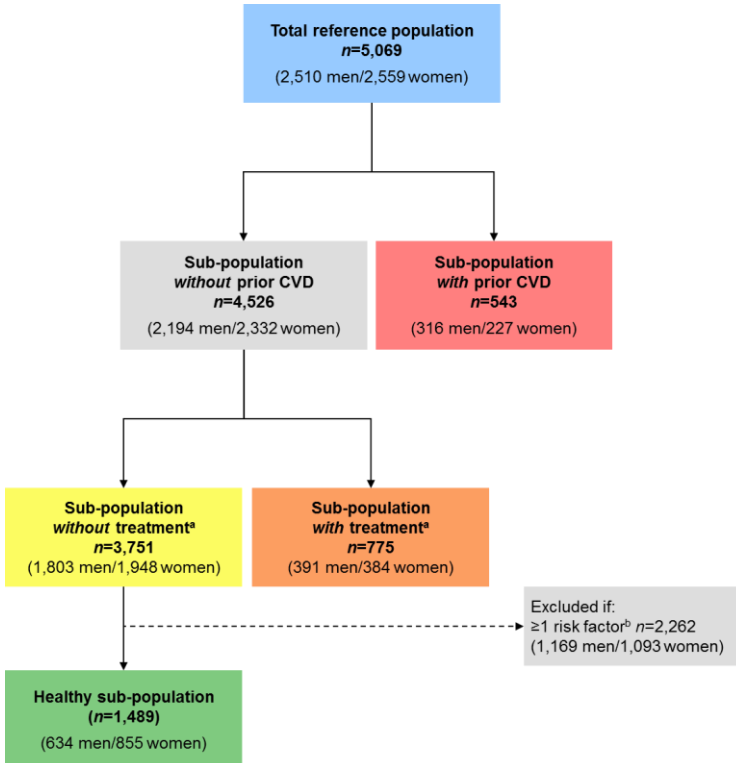 Total reference population
n=5,069
(2,510 men/2,559 women)
Sub-population
without prior CVD
n=4,526
(2,194 men/2,332 women)
Sub-population
with prior CVD
n=543
(316 men/227 women)
Sub-population
without treatmentᵃ
n=3,751
(1,803 men/1,948 women)
Sub-population
with treatmentᵃ
n=775
(391 men/384 women)
Excluded if:
≥1 risk factorᵇ n=2,262
(1,169 men/1,093 women)
Healthy sub-population
(n=1,489)
(634 men/855 women)